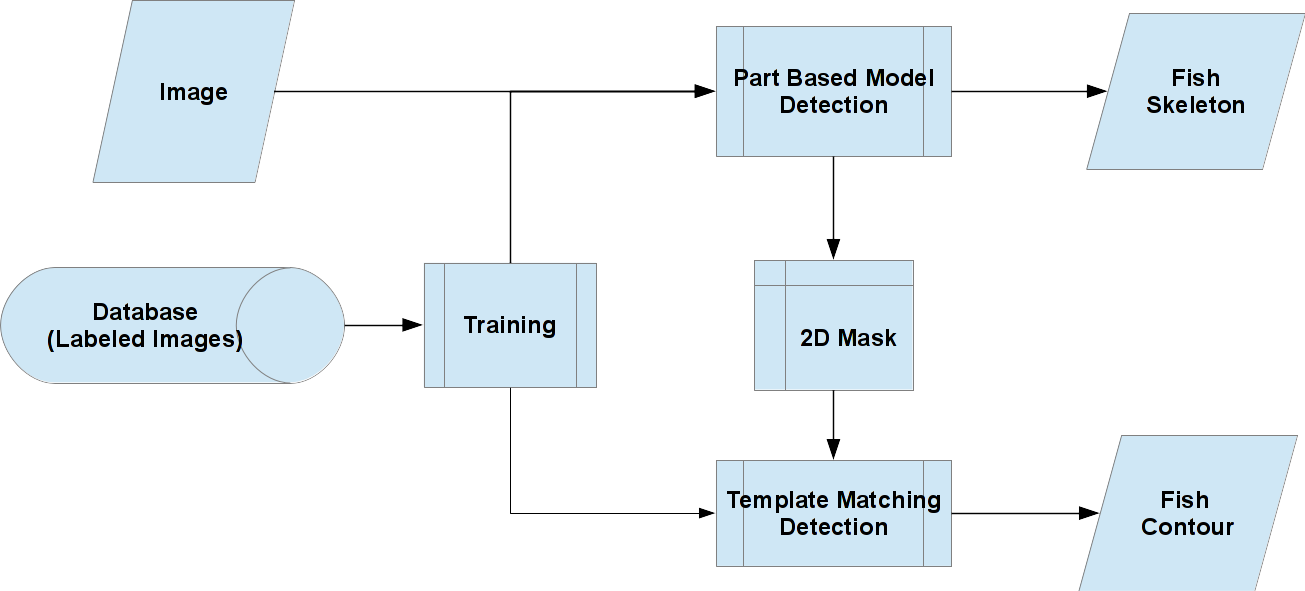 Image
Part Based Model
Detection
Fish
Skeleton
Database
(Labeled Images)
Training
2D Mask
Template Matching
Detection
Fish
Contour